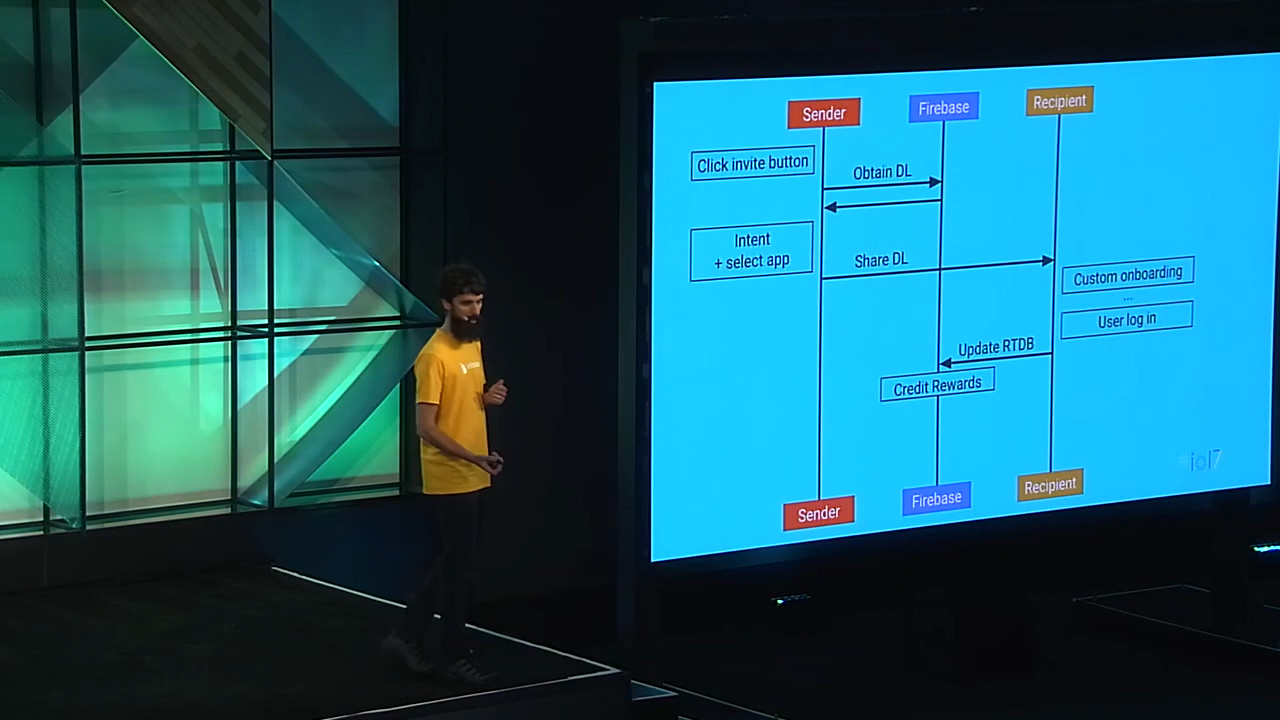 Sender
Firebase
Recipient
Click invite button
Obtain DL
Intent
+ select app
Share DL
Custom onboarding
...
User log in
Update RTDB
Credit Rewards
#io17
Sender
Firebase
Recipient